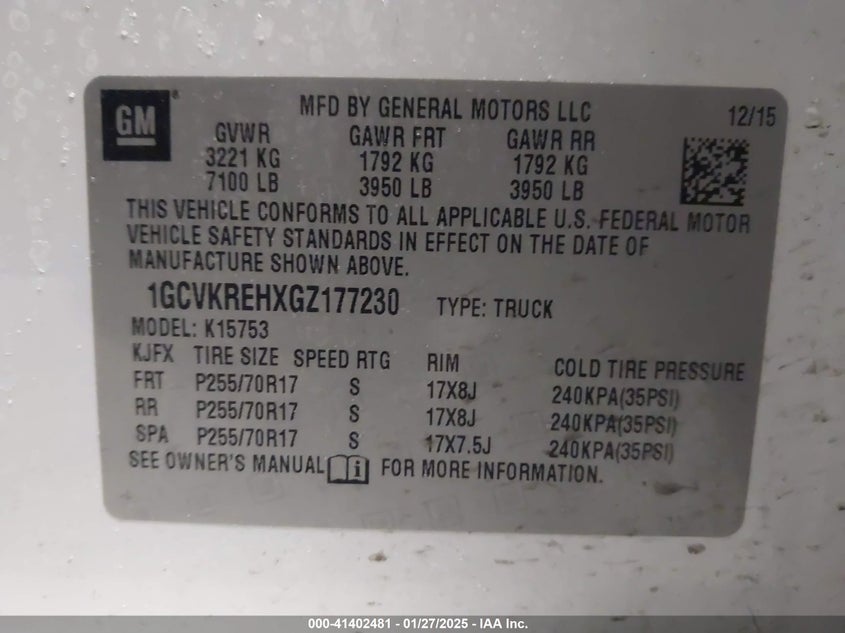 GM®
MFD BY GENERAL MOTORS LLC 12/15
GVWR GAWR FRT GAWR RR
3221 KG 1792 KG 1792 KG
7100 LB 3950 LB 3950 LB
THIS VEHICLE CONFORMS TO ALL APPLICABLE U.S. FEDERAL MOTOR
VEHICLE SAFETY STANDARDS IN EFFECT ON THE DATE OF
MANUFACTURE SHOWN ABOVE.
1GCVKREHXGZ177230 TYPE: TRUCK
MODEL: K15753
KJFX TIRE SIZE SPEED RTG RIM COLD TIRE PRESSURE
FRT P255/70R17 S 17X8J 240KPA(35PSI)
RR P255/70R17 S 17X8J 240KPA(35PSI)
SPA P255/70R17 S 17X7.5J 240KPA(35PSI)
SEE OWNER'S MANUAL i FOR MORE INFORMATION.
000-41402481 - 01/27/2025 - IAA Inc.